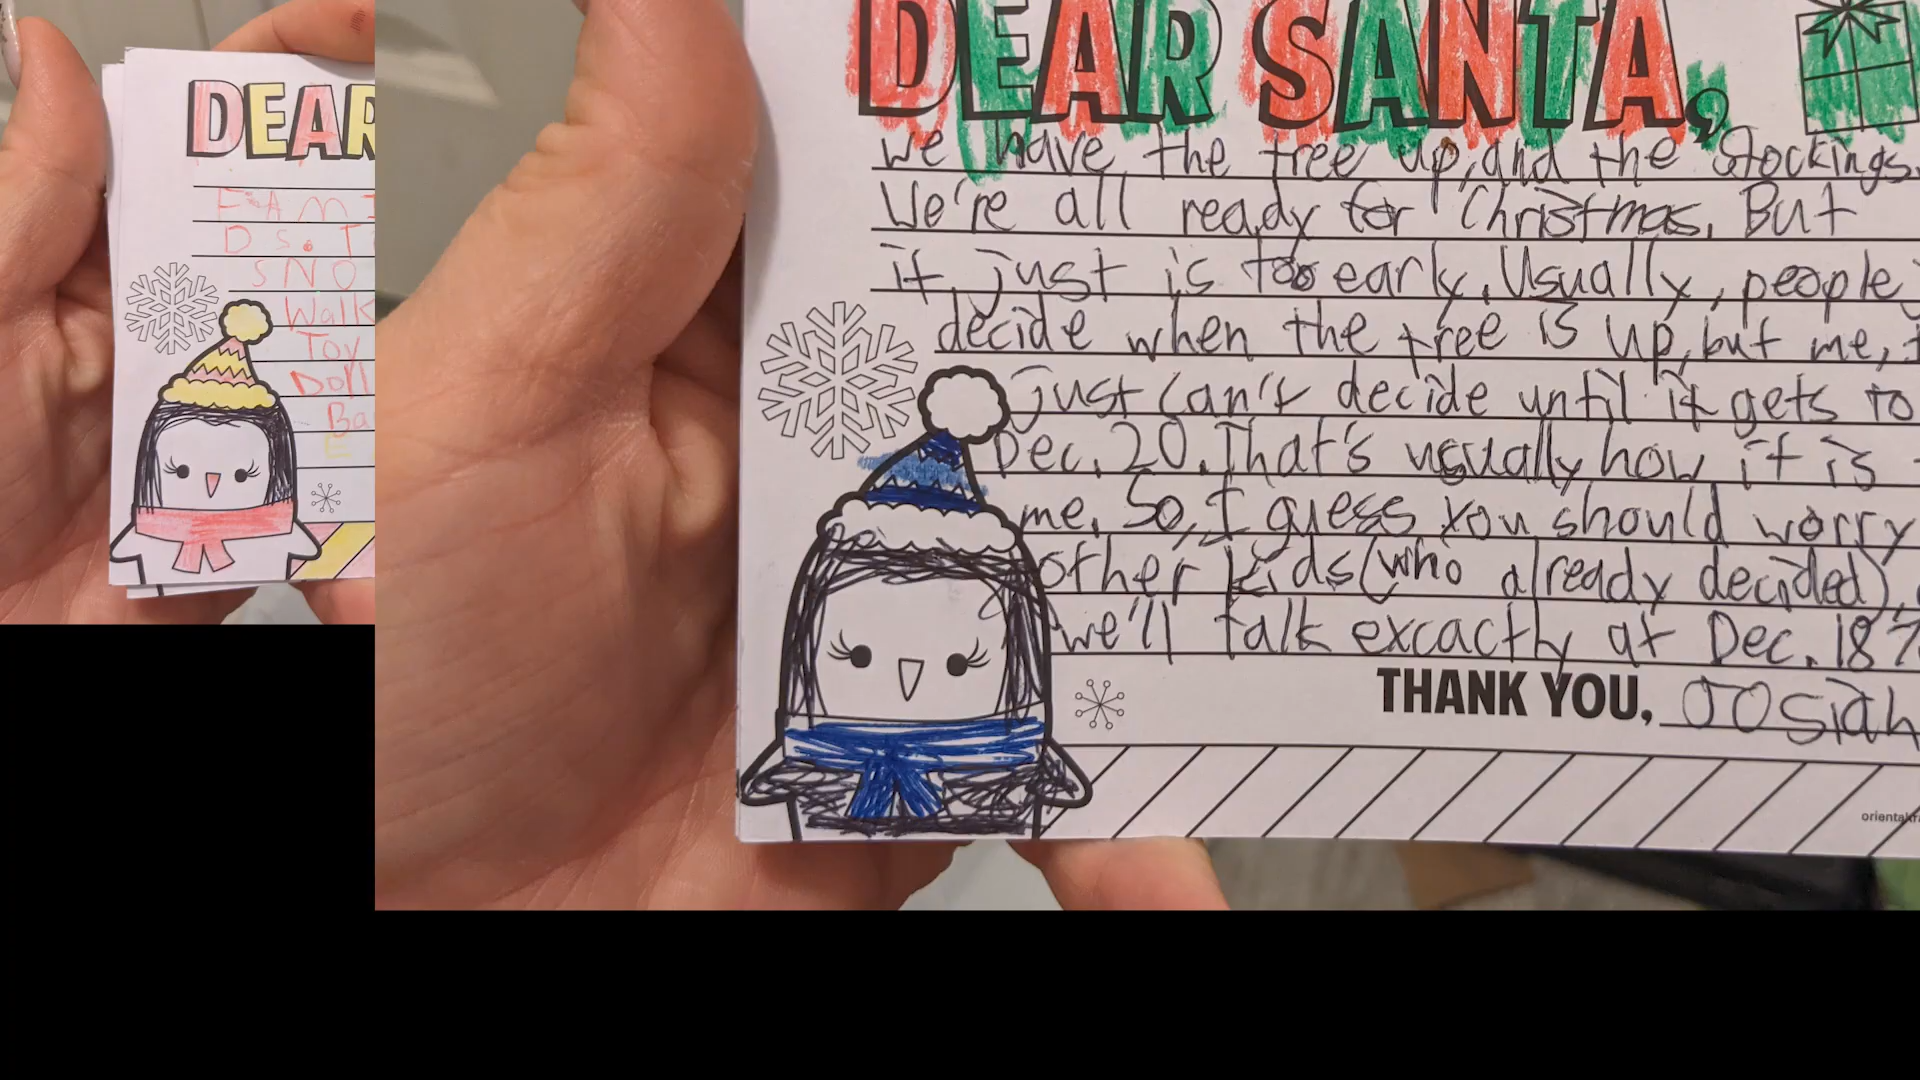 DEAR
FAMI
Ds. T
SNO
Walk
Toy
Doll
Ba
E
DEAR SANTA,
we have the tree up, and the Stockings.
We're all ready for Christmas. But
it just is too early. Usually, people
decide when the tree is up, but me,
just can't decide until it gets to
Dec. 20. That's usually how it is
me. So, I guess you should worry
other kids (who already decided),
we'll talk excactly at Dec. 18
THANK YOU, JOSiah